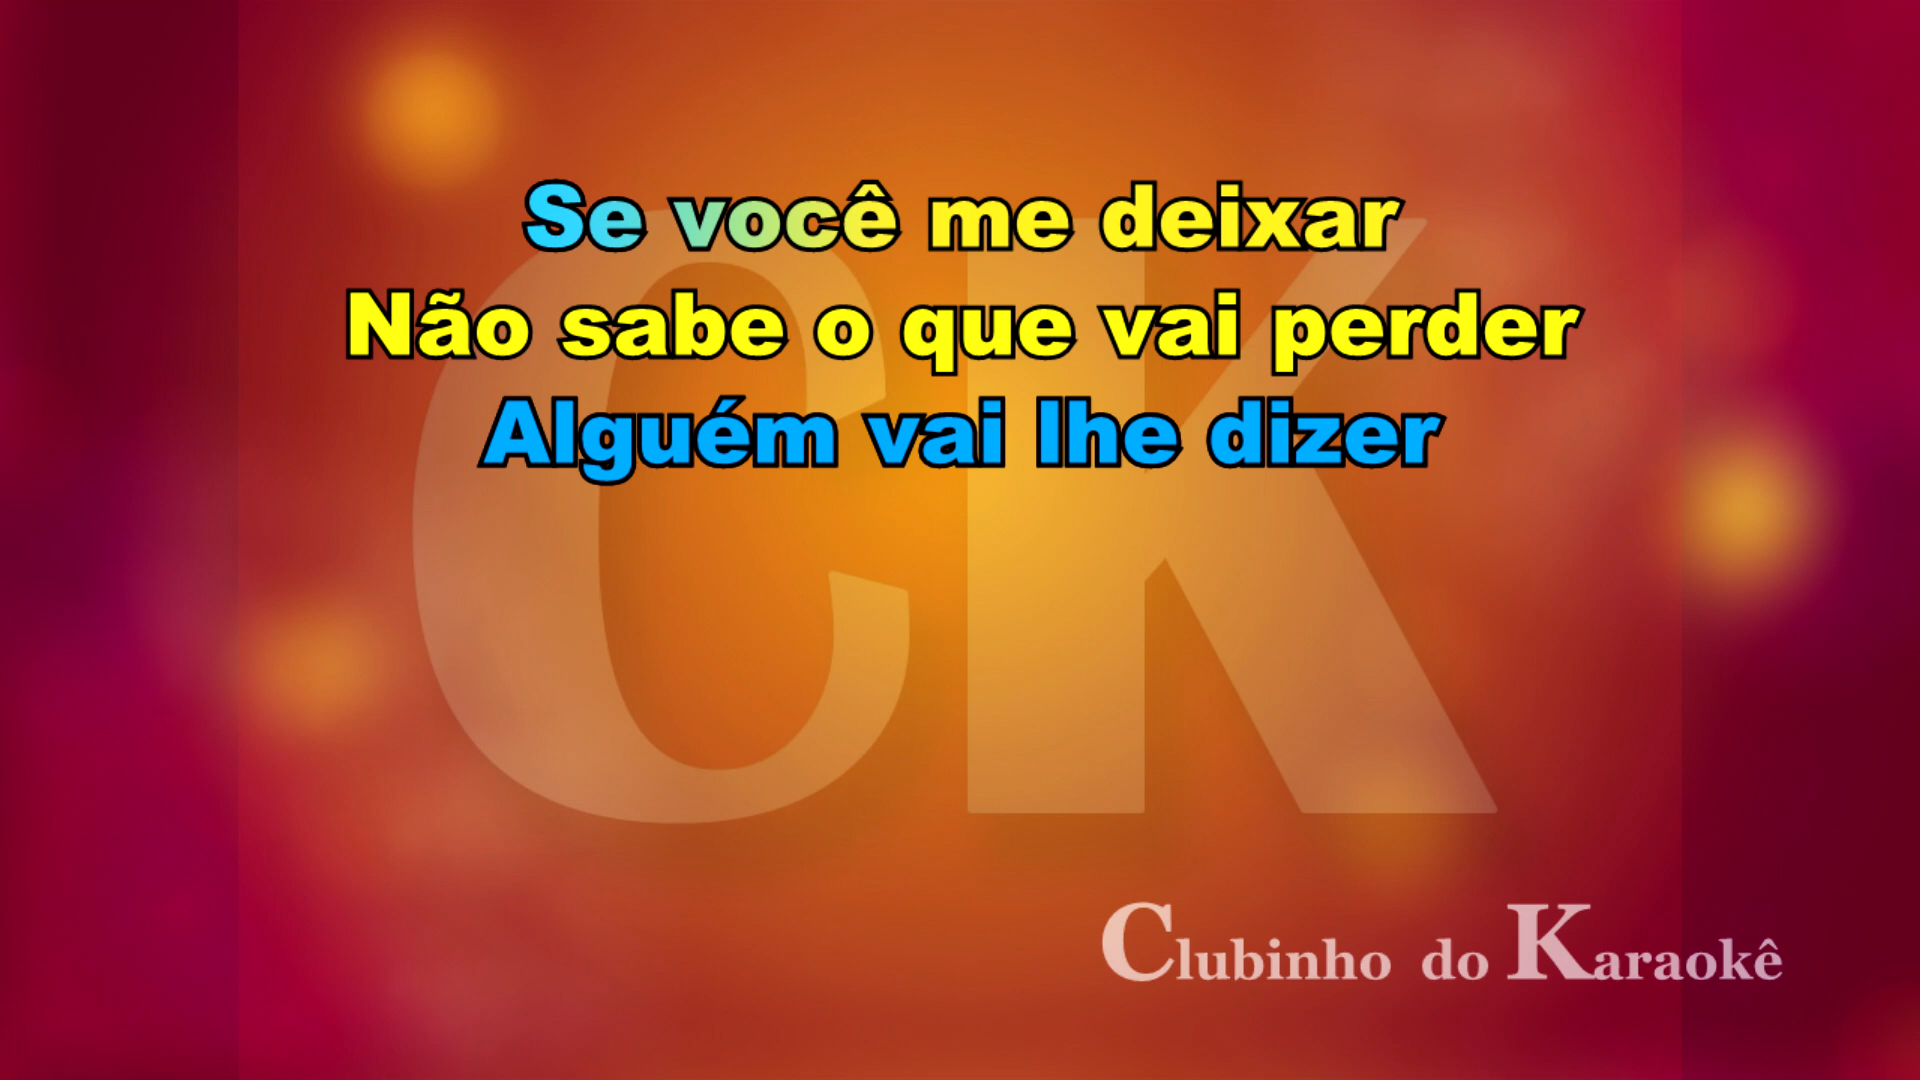 Se você me deixar
Não sabe o que vai perder
Alguém vai lhe dizer
CK
Clubinho do Karaokê